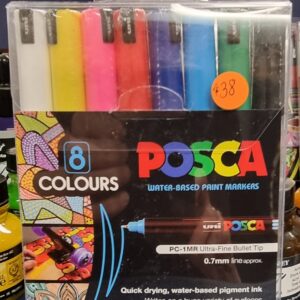 $38
8
COLOURS
POSCA
WATER-BASED PAINT MARKERS
uni POSCA
PC-1MR Ultra-Fine Bullet Tip
0.7mm line approx.
Quick drying, water-based pigment ink